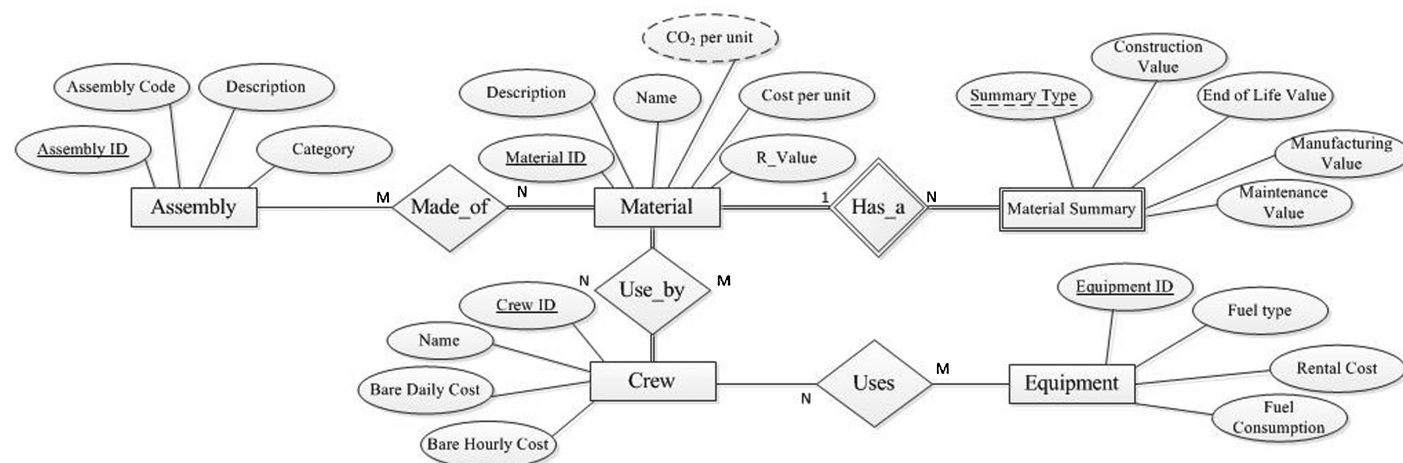 CO₂ per unit
Construction
Value
Assembly Code
Description
Description
Name
Cost per unit
Summary Type
End of Life Value
Assembly ID
Category
Material ID
R_Value
Manufacturing
Value
Assembly
M
Made_of
N
Material
1
Has_a
N
Material Summary
Maintenance
Value
N
Use_by
M
Crew ID
Equipment ID
Name
Fuel type
Bare Daily Cost
Crew
N
Uses
M
Equipment
Rental Cost
Bare Hourly Cost
Fuel
Consumption